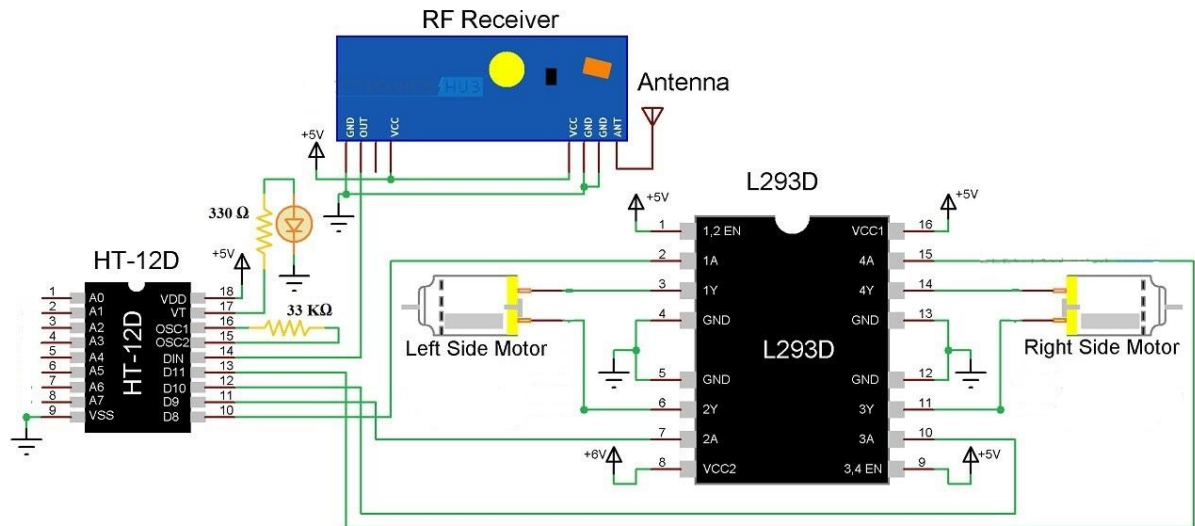 RF Receiver
HU3
Antenna
GND
OUT
VCC
VCC
GND
GND
ANT
+5V
330 Ω
+5V
HT-12D
HT-12D
1 A0
2 A1
3 A2
4 A3
5 A4
6 A5
7 A6
8 A7
9 VSS
VDD 18
VT 17
OSC1 16
OSC2 15
DIN 14
D11 13
D10 12
D9 11
D8 10
33 KΩ
Left Side Motor
L293D
L293D
+5V
1 1,2 EN
2 1A
3 1Y
4 GND
5 GND
6 2Y
7 2A
8 VCC2
+6V
+5V
VCC1 16
4A 15
4Y 14
GND 13
GND 12
3Y 11
3A 10
3,4 EN 9
+5V
Right Side Motor